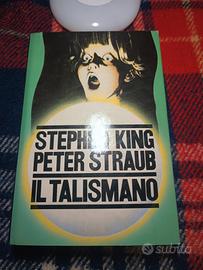 STEPHEN KING
PETER STRAUB
IL TALISMANO
subito